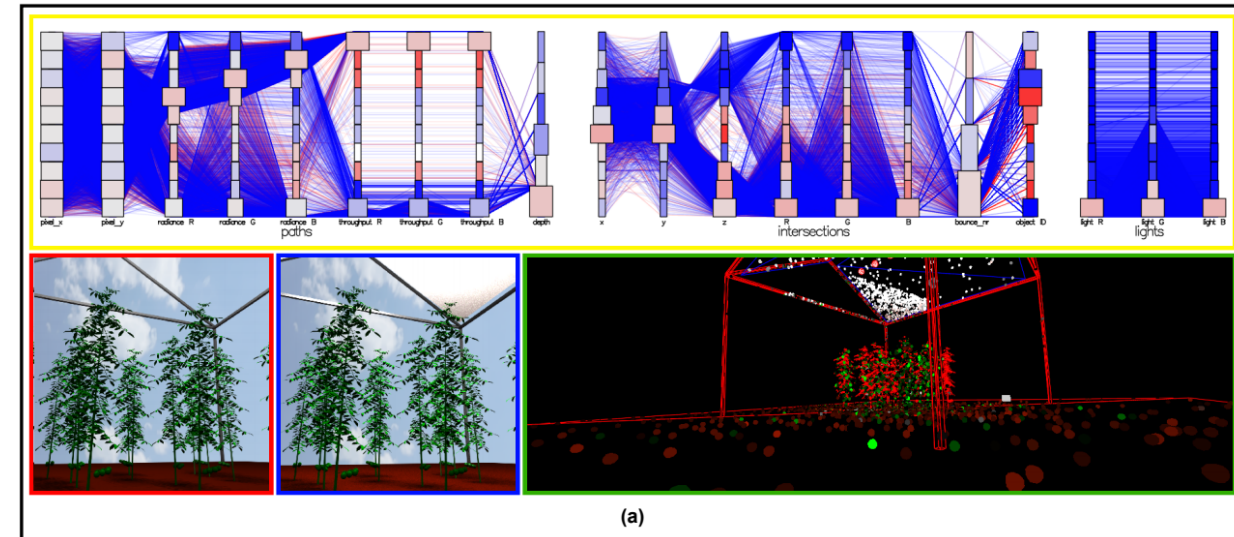 pixel_x pixel_y radiance R radiance G radiance B throughput R throughput G throughput B depth x y z R G B bounce_nr object ID light R light G light B
paths intersections lights
(a)